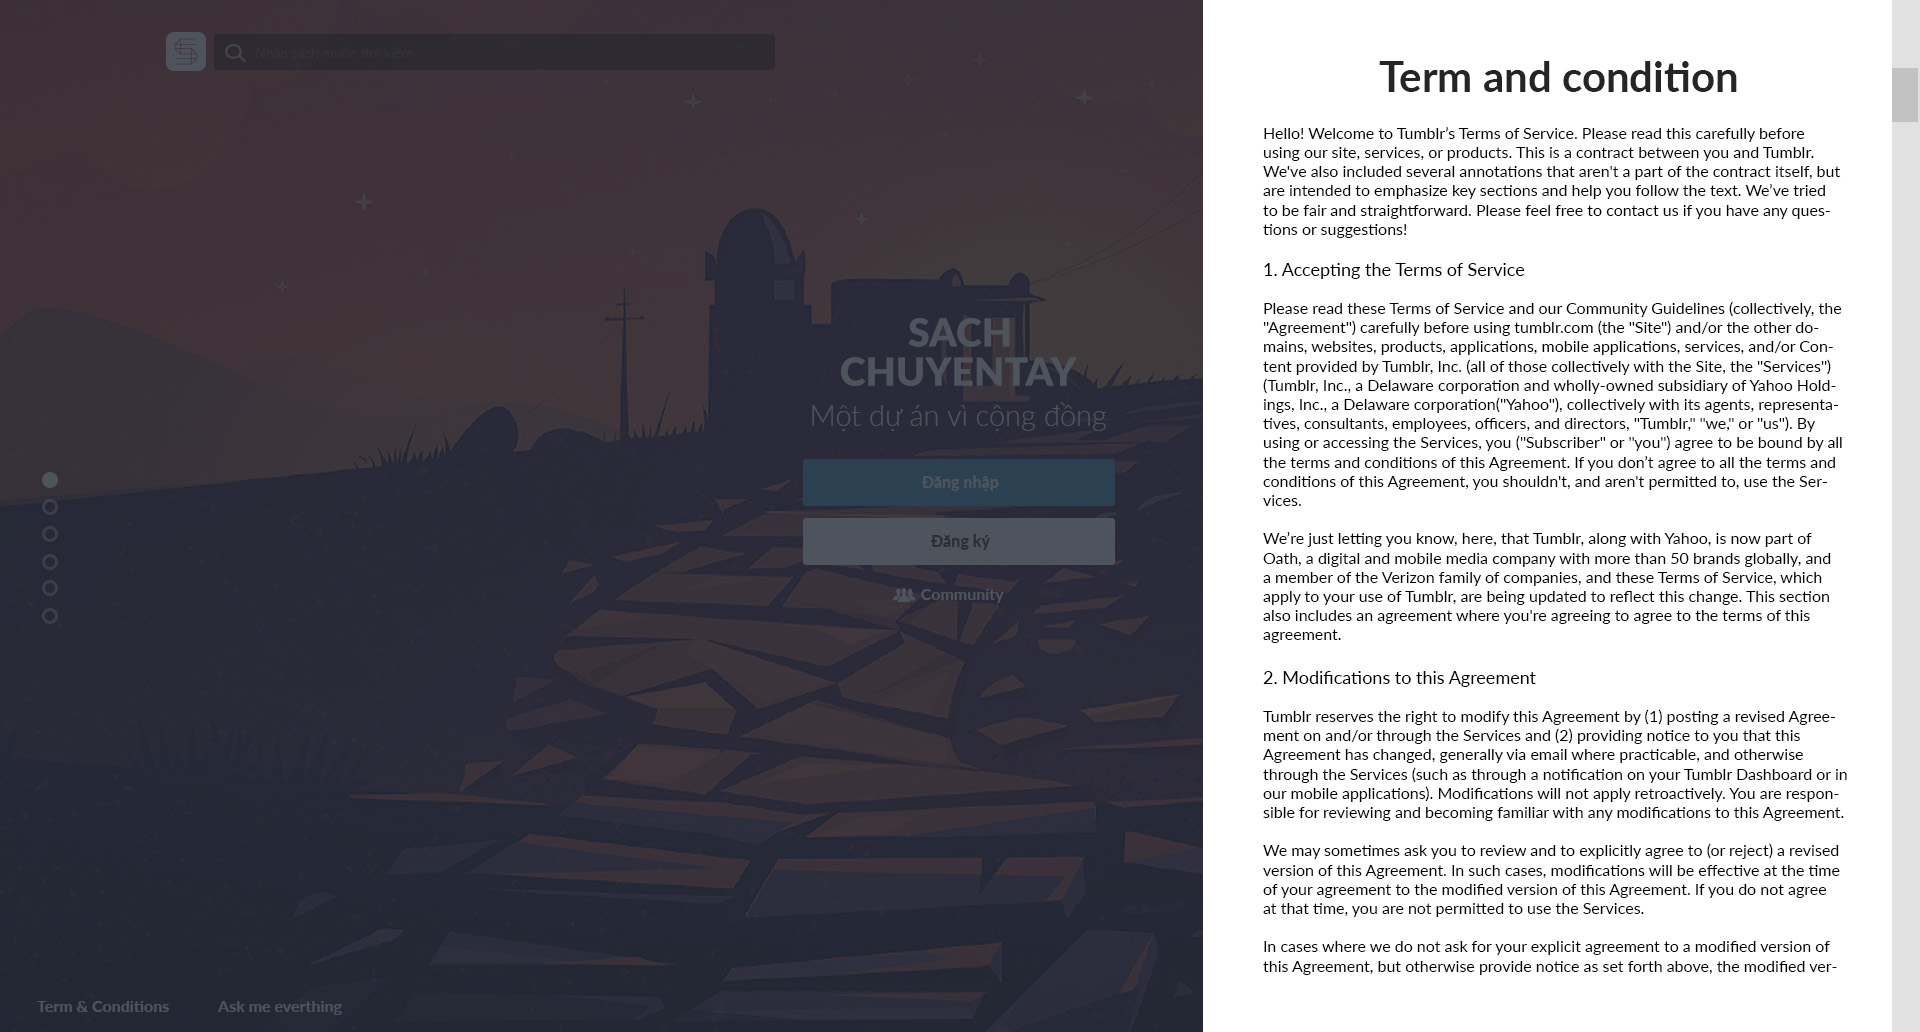 Nhập sách muốn tìm kiếm
SACH
CHUYENTAY
Một dự án vì cộng đồng
Đăng nhập
Đăng ký
Community
Term & Conditions
Ask me everthing
Term and condition
Hello! Welcome to Tumblr’s Terms of Service. Please read this carefully before
using our site, services, or products. This is a contract between you and Tumblr.
We've also included several annotations that aren't a part of the contract itself, but
are intended to emphasize key sections and help you follow the text. We’ve tried
to be fair and straightforward. Please feel free to contact us if you have any ques-
tions or suggestions!
1. Accepting the Terms of Service
Please read these Terms of Service and our Community Guidelines (collectively, the
"Agreement") carefully before using tumblr.com (the "Site") and/or the other do-
mains, websites, products, applications, mobile applications, services, and/or Con-
tent provided by Tumblr, Inc. (all of those collectively with the Site, the "Services")
(Tumblr, Inc., a Delaware corporation and wholly-owned subsidiary of Yahoo Hold-
ings, Inc., a Delaware corporation("Yahoo"), collectively with its agents, representa-
tives, consultants, employees, officers, and directors, "Tumblr," "we," or "us"). By
using or accessing the Services, you ("Subscriber" or "you") agree to be bound by all
the terms and conditions of this Agreement. If you don’t agree to all the terms and
conditions of this Agreement, you shouldn't, and aren't permitted to, use the Ser-
vices.
We’re just letting you know, here, that Tumblr, along with Yahoo, is now part of
Oath, a digital and mobile media company with more than 50 brands globally, and
a member of the Verizon family of companies, and these Terms of Service, which
apply to your use of Tumblr, are being updated to reflect this change. This section
also includes an agreement where you're agreeing to agree to the terms of this
agreement.
2. Modifications to this Agreement
Tumblr reserves the right to modify this Agreement by (1) posting a revised Agree-
ment on and/or through the Services and (2) providing notice to you that this
Agreement has changed, generally via email where practicable, and otherwise
through the Services (such as through a notification on your Tumblr Dashboard or in
our mobile applications). Modifications will not apply retroactively. You are respon-
sible for reviewing and becoming familiar with any modifications to this Agreement.
We may sometimes ask you to review and to explicitly agree to (or reject) a revised
version of this Agreement. In such cases, modifications will be effective at the time
of your agreement to the modified version of this Agreement. If you do not agree
at that time, you are not permitted to use the Services.
In cases where we do not ask for your explicit agreement to a modified version of
this Agreement, but otherwise provide notice as set forth above, the modified ver-